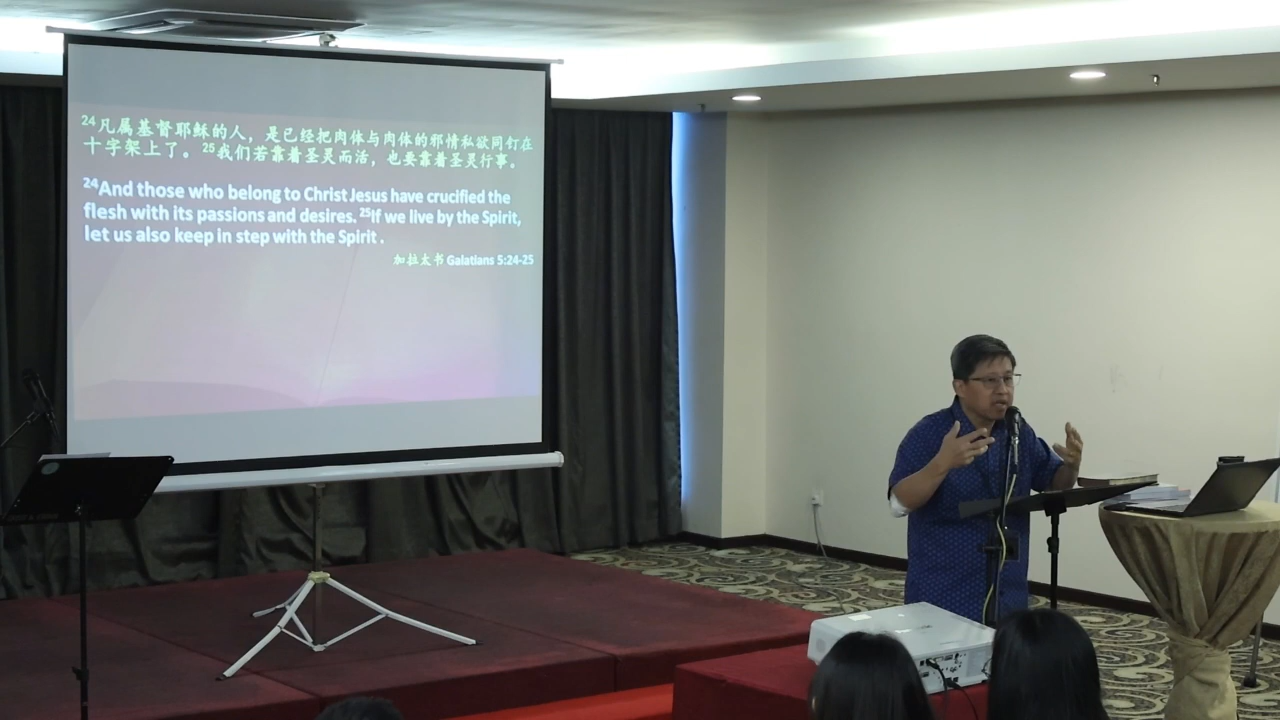 24凡属基督耶稣的人，是已经把肉体与肉体的邪情私欲同钉在
十字架上了。25我们若靠着圣灵而活，也要靠着圣灵行事。
24And those who belong to Christ Jesus have crucified the
flesh with its passions and desires. 25If we live by the Spirit,
let us also keep in step with the Spirit .
加拉太书 Galatians 5:24-25